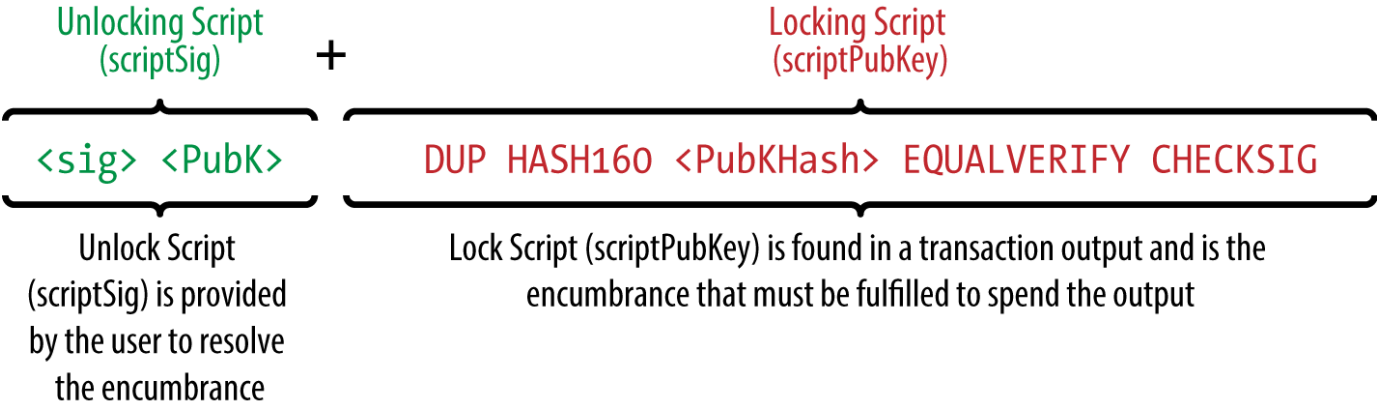 Unlocking Script
(scriptSig)
+
Locking Script
(scriptPubKey)
<sig> <PubK>
DUP HASH160 <PubKHash> EQUALVERIFY CHECKSIG
Unlock Script
(scriptSig) is provided
by the user to resolve
the encumbrance
Lock Script (scriptPubKey) is found in a transaction output and is the
encumbrance that must be fulfilled to spend the output